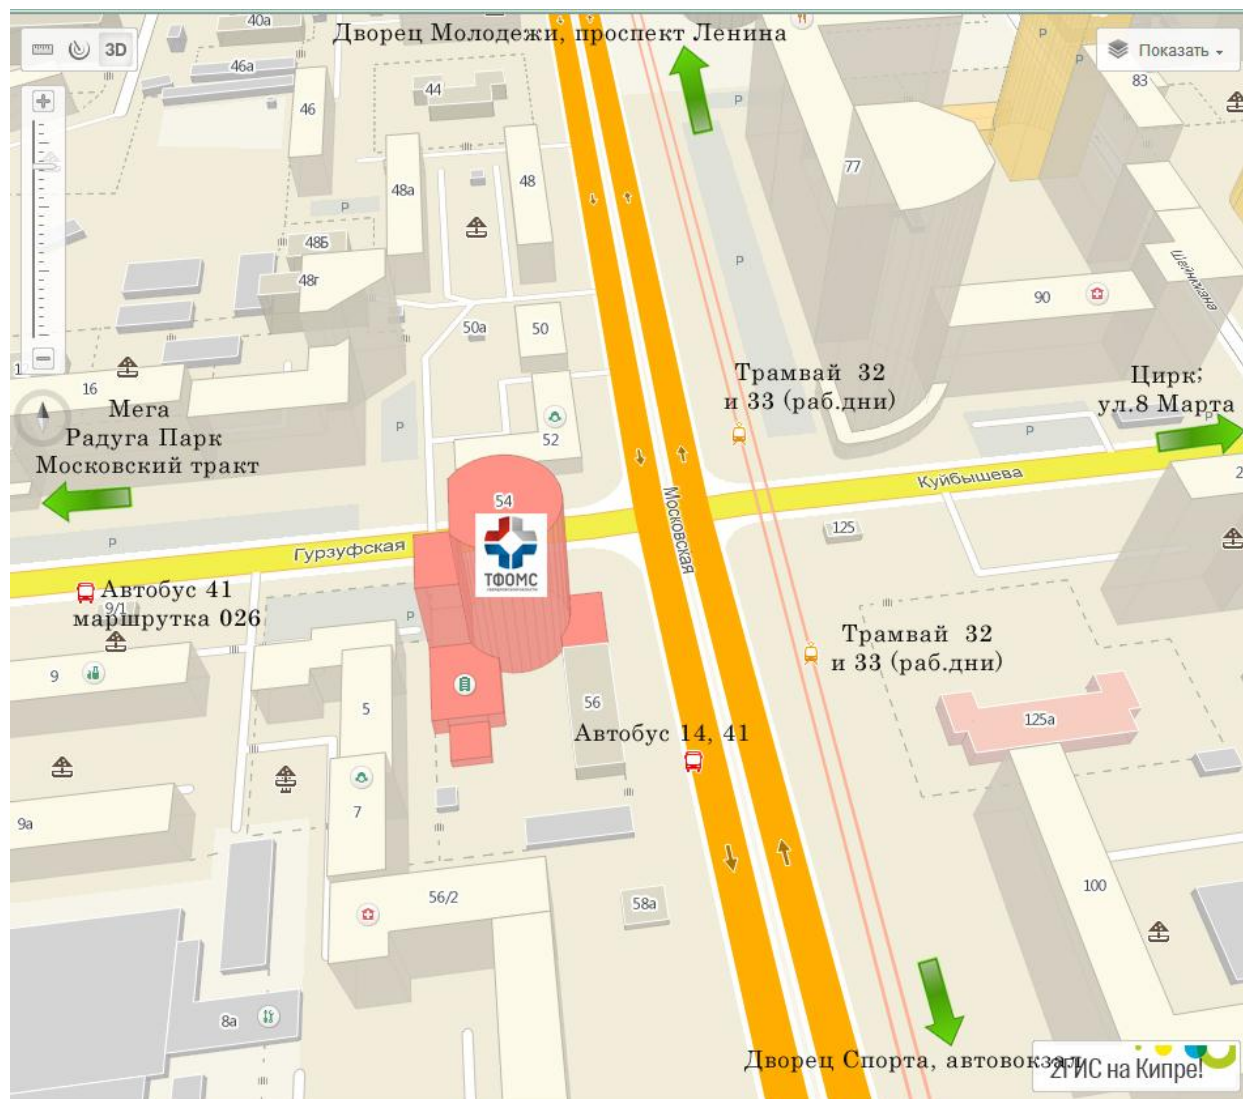 40а
Дворец Молодежи, проспект Ленина
P
3D
Показать
46а
P
44
83
46
P
77
48а
48
P
48Б
P
48г
Шейнкмана
90
50а
50
Трамвай 32
и 33 (раб.дни)
Цирк;
ул.8 Марта
16
Мега
Радуга Парк
Московский тракт
P
52
P
P
Куйбышева
54
Московская
125
P
Гурзуфская
ТФОМС
Автобус 41
маршрутка 026
9/1
P
Трамвай 32
и 33 (раб.дни)
9
5
56
125а
Автобус 14, 41
7
9а
100
56/2
58а
8а
Дворец Спорта, автовокзал
2ГИС на Кипре!